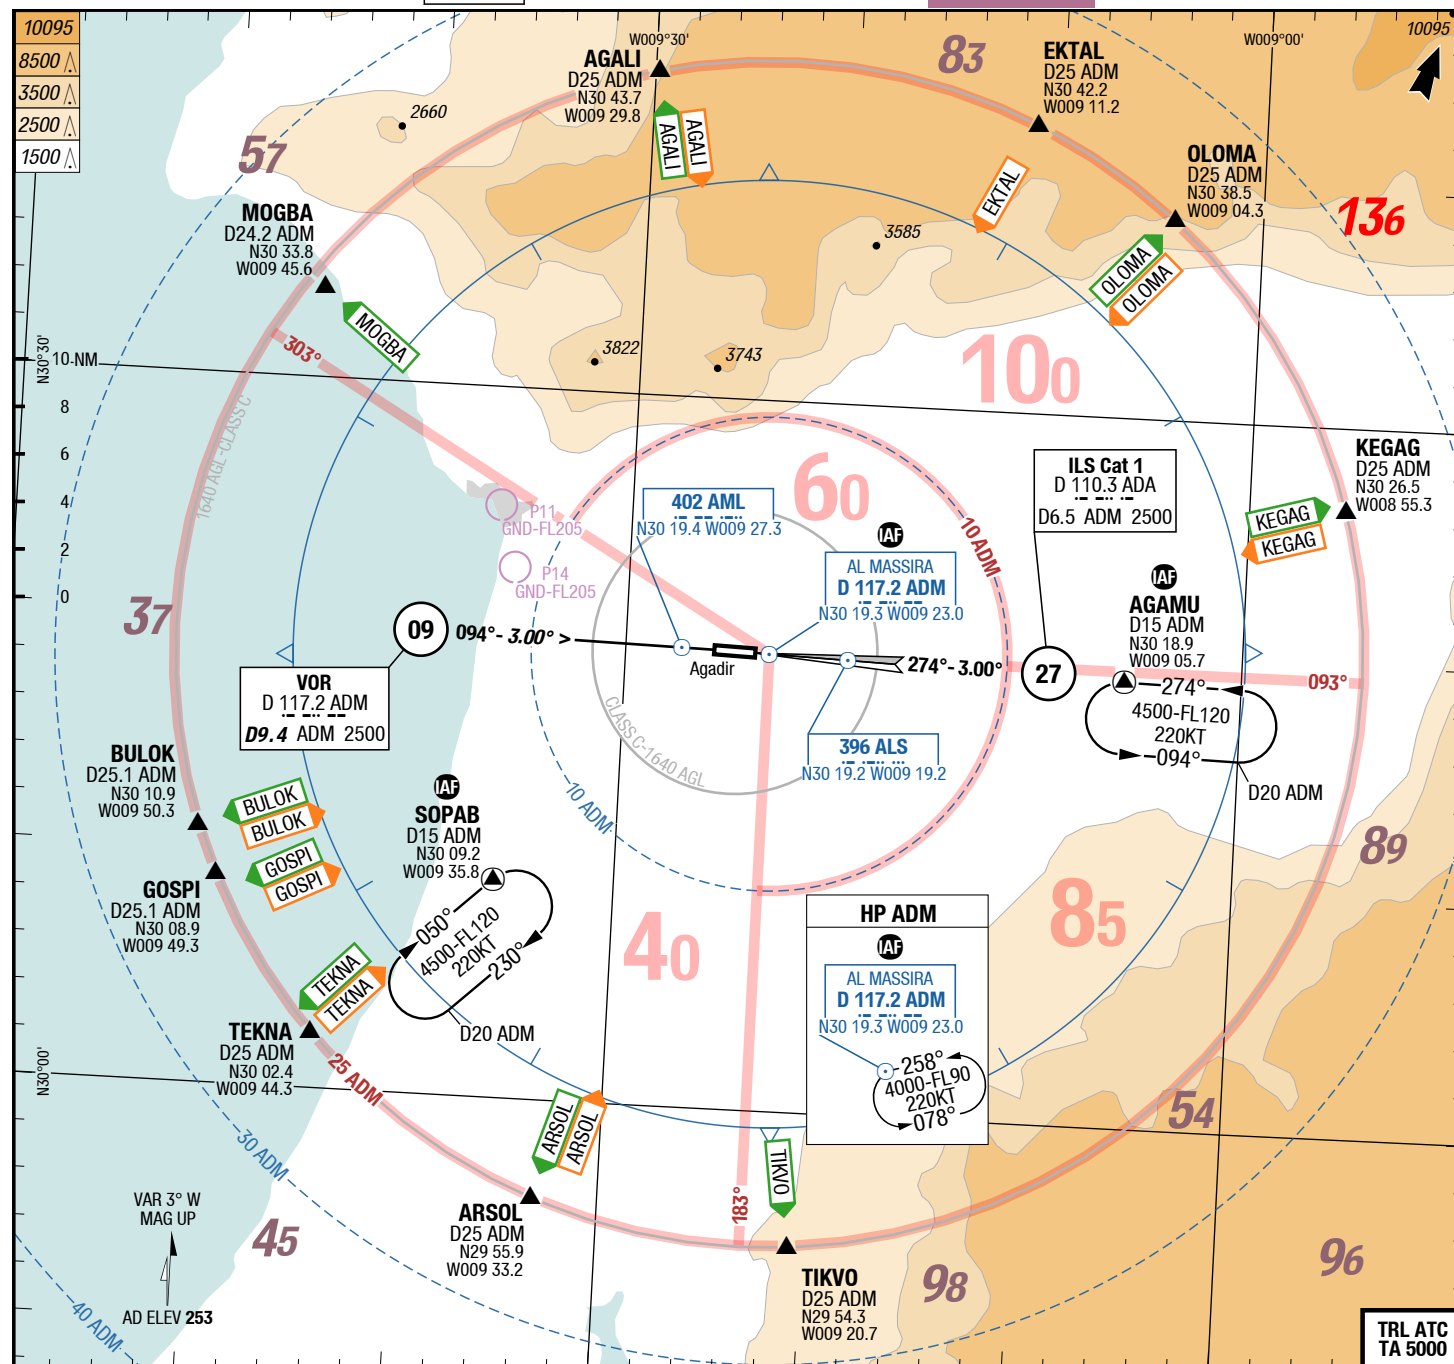 10095
8500
3500
2500
1500
W009°30'
W009°00'
10095
83
AGALI
D25 ADM
N30 43.7
W009 29.8
EKTAL
D25 ADM
N30 42.2
W009 11.2
2660
57
AGALI
AGALI
EKTAL
OLOMA
D25 ADM
N30 38.5
W009 04.3
136
MOGBA
D24.2 ADM
N30 33.8
W009 45.6
3585
OLOMA
OLOMA
MOGBA
303°
3822
3743
N30°30'
10 NM
8
6
4
2
0
100
1640 AGL-CLASS C
KEGAG
D25 ADM
N30 26.5
W008 55.3
KEGAG
KEGAG
60
10 ADM
ILS Cat 1
D 110.3 ADA
D6.5 ADM 2500
402 AML
N30 19.4 W009 27.3
P11
GND-FL205
P14
GND-FL205
IAF
AL MASSIRA
D 117.2 ADM
N30 19.3 W009 23.0
37
09
094°- 3.00° >
Agadir
274°- 3.00°
27
IAF
AGAMU
D15 ADM
N30 18.9
W009 05.7
274°
4500-FL120
220KT
094°
D20 ADM
093°
VOR
D 117.2 ADM
D9.4 ADM 2500
CLASS C-1640 AGL
396 ALS
N30 19.2 W009 19.2
10 ADM
BULOK
D25.1 ADM
N30 10.9
W009 50.3
BULOK
BULOK
GOSPI
GOSPI
GOSPI
D25.1 ADM
N30 08.9
W009 49.3
IAF
SOPAB
D15 ADM
N30 09.2
W009 35.8
050°
4500-FL120
220KT
230°
D20 ADM
89
85
40
HP ADM
IAF
AL MASSIRA
D 117.2 ADM
N30 19.3 W009 23.0
258°
4000-FL90
220KT
078°
TEKNA
TEKNA
TEKNA
D25 ADM
N30 02.4
W009 44.3
N30°00'
25 ADM
ARSOL
ARSOL
54
30 ADM
TIKVO
183°
VAR 3° W
MAG UP
45
ARSOL
D25 ADM
N29 55.9
W009 33.2
TIKVO
D25 ADM
N29 54.3
W009 20.7
98
96
AD ELEV 253
40 ADM
TRL ATC
TA 5000